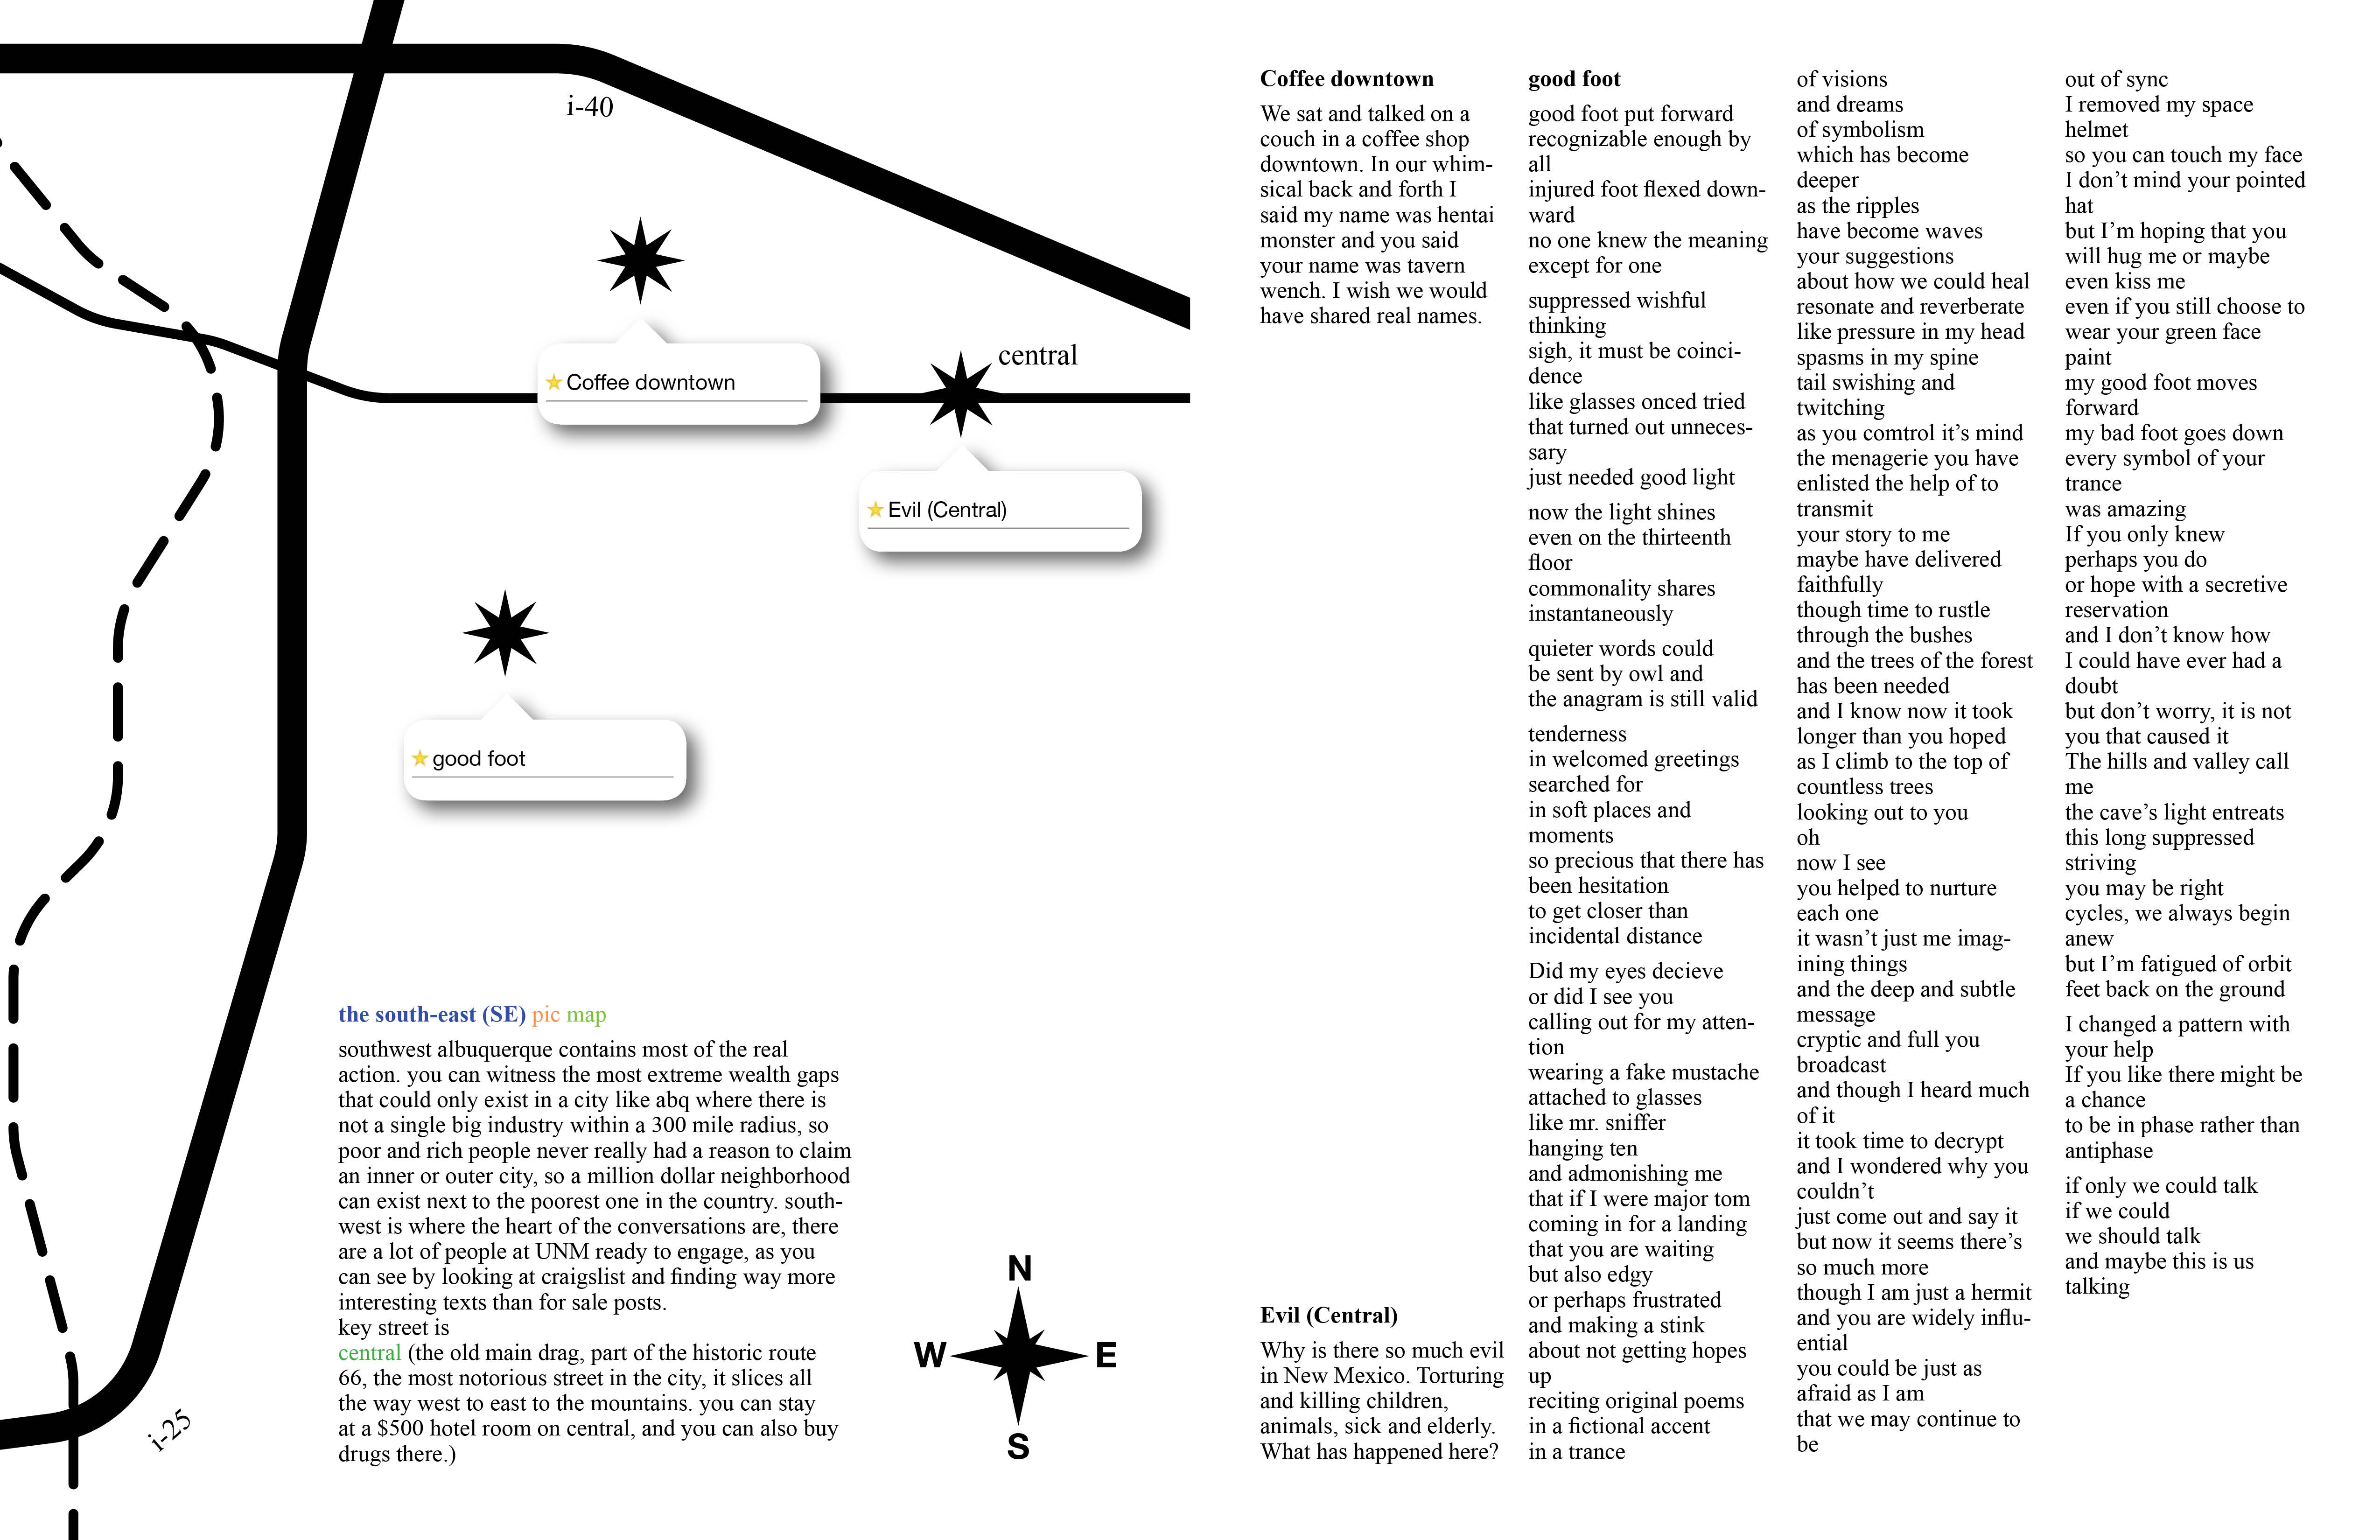 i-40
central
Coffee downtown
Evil (Central)
good foot
the south-east (SE) pic map
southwest albuquerque contains most of the real
action. you can witness the most extreme wealth gaps
that could only exist in a city like abq where there is
not a single big industry within a 300 mile radius, so
poor and rich people never really had a reason to claim
an inner or outer city, so a million dollar neighborhood
can exist next to the poorest one in the country. south-
west is where the heart of the conversations are, there
are a lot of people at UNM ready to engage, as you
can see by looking at craigslist and finding way more
interesting texts than for sale posts.
key street is
central (the old main drag, part of the historic route
66, the most notorious street in the city, it slices all
the way west to east to the mountains. you can stay
at a $500 hotel room on central, and you can also buy
drugs there.)
i-25
N
W
E
S
Coffee downtown
We sat and talked on a
couch in a coffee shop
downtown. In our whim-
sical back and forth I
said my name was hentai
monster and you said
your name was tavern
wench. I wish we would
have shared real names.
Evil (Central)
Why is there so much evil
in New Mexico. Torturing
and killing children,
animals, sick and elderly.
What has happened here?
good foot
good foot put forward
recognizable enough by
all
injured foot flexed down-
ward
no one knew the meaning
except for one
suppressed wishful
thinking
sigh, it must be coinci-
dence
like glasses onced tried
that turned out unneces-
sary
just needed good light
now the light shines
even on the thirteenth
floor
commonality shares
instantaneously
quieter words could
be sent by owl and
the anagram is still valid
tenderness
in welcomed greetings
searched for
in soft places and
moments
so precious that there has
been hesitation
to get closer than
incidental distance
Did my eyes decieve
or did I see you
calling out for my atten-
tion
wearing a fake mustache
attached to glasses
like mr. sniffer
hanging ten
and admonishing me
that if I were major tom
coming in for a landing
that you are waiting
but also edgy
or perhaps frustrated
and making a stink
about not getting hopes
up
reciting original poems
in a fictional accent
in a trance
of visions
and dreams
of symbolism
which has become
deeper
as the ripples
have become waves
your suggestions
about how we could heal
resonate and reverberate
like pressure in my head
spasms in my spine
tail swishing and
twitching
as you comtrol it's mind
the menagerie you have
enlisted the help of to
transmit
your story to me
maybe have delivered
faithfully
though time to rustle
through the bushes
and the trees of the forest
has been needed
and I know now it took
longer than you hoped
as I climb to the top of
countless trees
looking out to you
oh
now I see
you helped to nurture
each one
it wasn't just me imag-
ining things
and the deep and subtle
message
cryptic and full you
broadcast
and though I heard much
of it
it took time to decrypt
and I wondered why you
couldn't
just come out and say it
but now it seems there's
so much more
though I am just a hermit
and you are widely influ-
ential
you could be just as
afraid as I am
that we may continue to
be
out of sync
I removed my space
helmet
so you can touch my face
I don't mind your pointed
hat
but I'm hoping that you
will hug me or maybe
even kiss me
even if you still choose to
wear your green face
paint
my good foot moves
forward
my bad foot goes down
every symbol of your
trance
was amazing
If you only knew
perhaps you do
or hope with a secretive
reservation
and I don't know how
I could have ever had a
doubt
but don't worry, it is not
you that caused it
The hills and valley call
me
the cave's light entreats
this long suppressed
striving
you may be right
cycles, we always begin
anew
but I'm fatigued of orbit
feet back on the ground
I changed a pattern with
your help
If you like there might be
a chance
to be in phase rather than
antiphase
if only we could talk
if we could
we should talk
and maybe this is us
talking